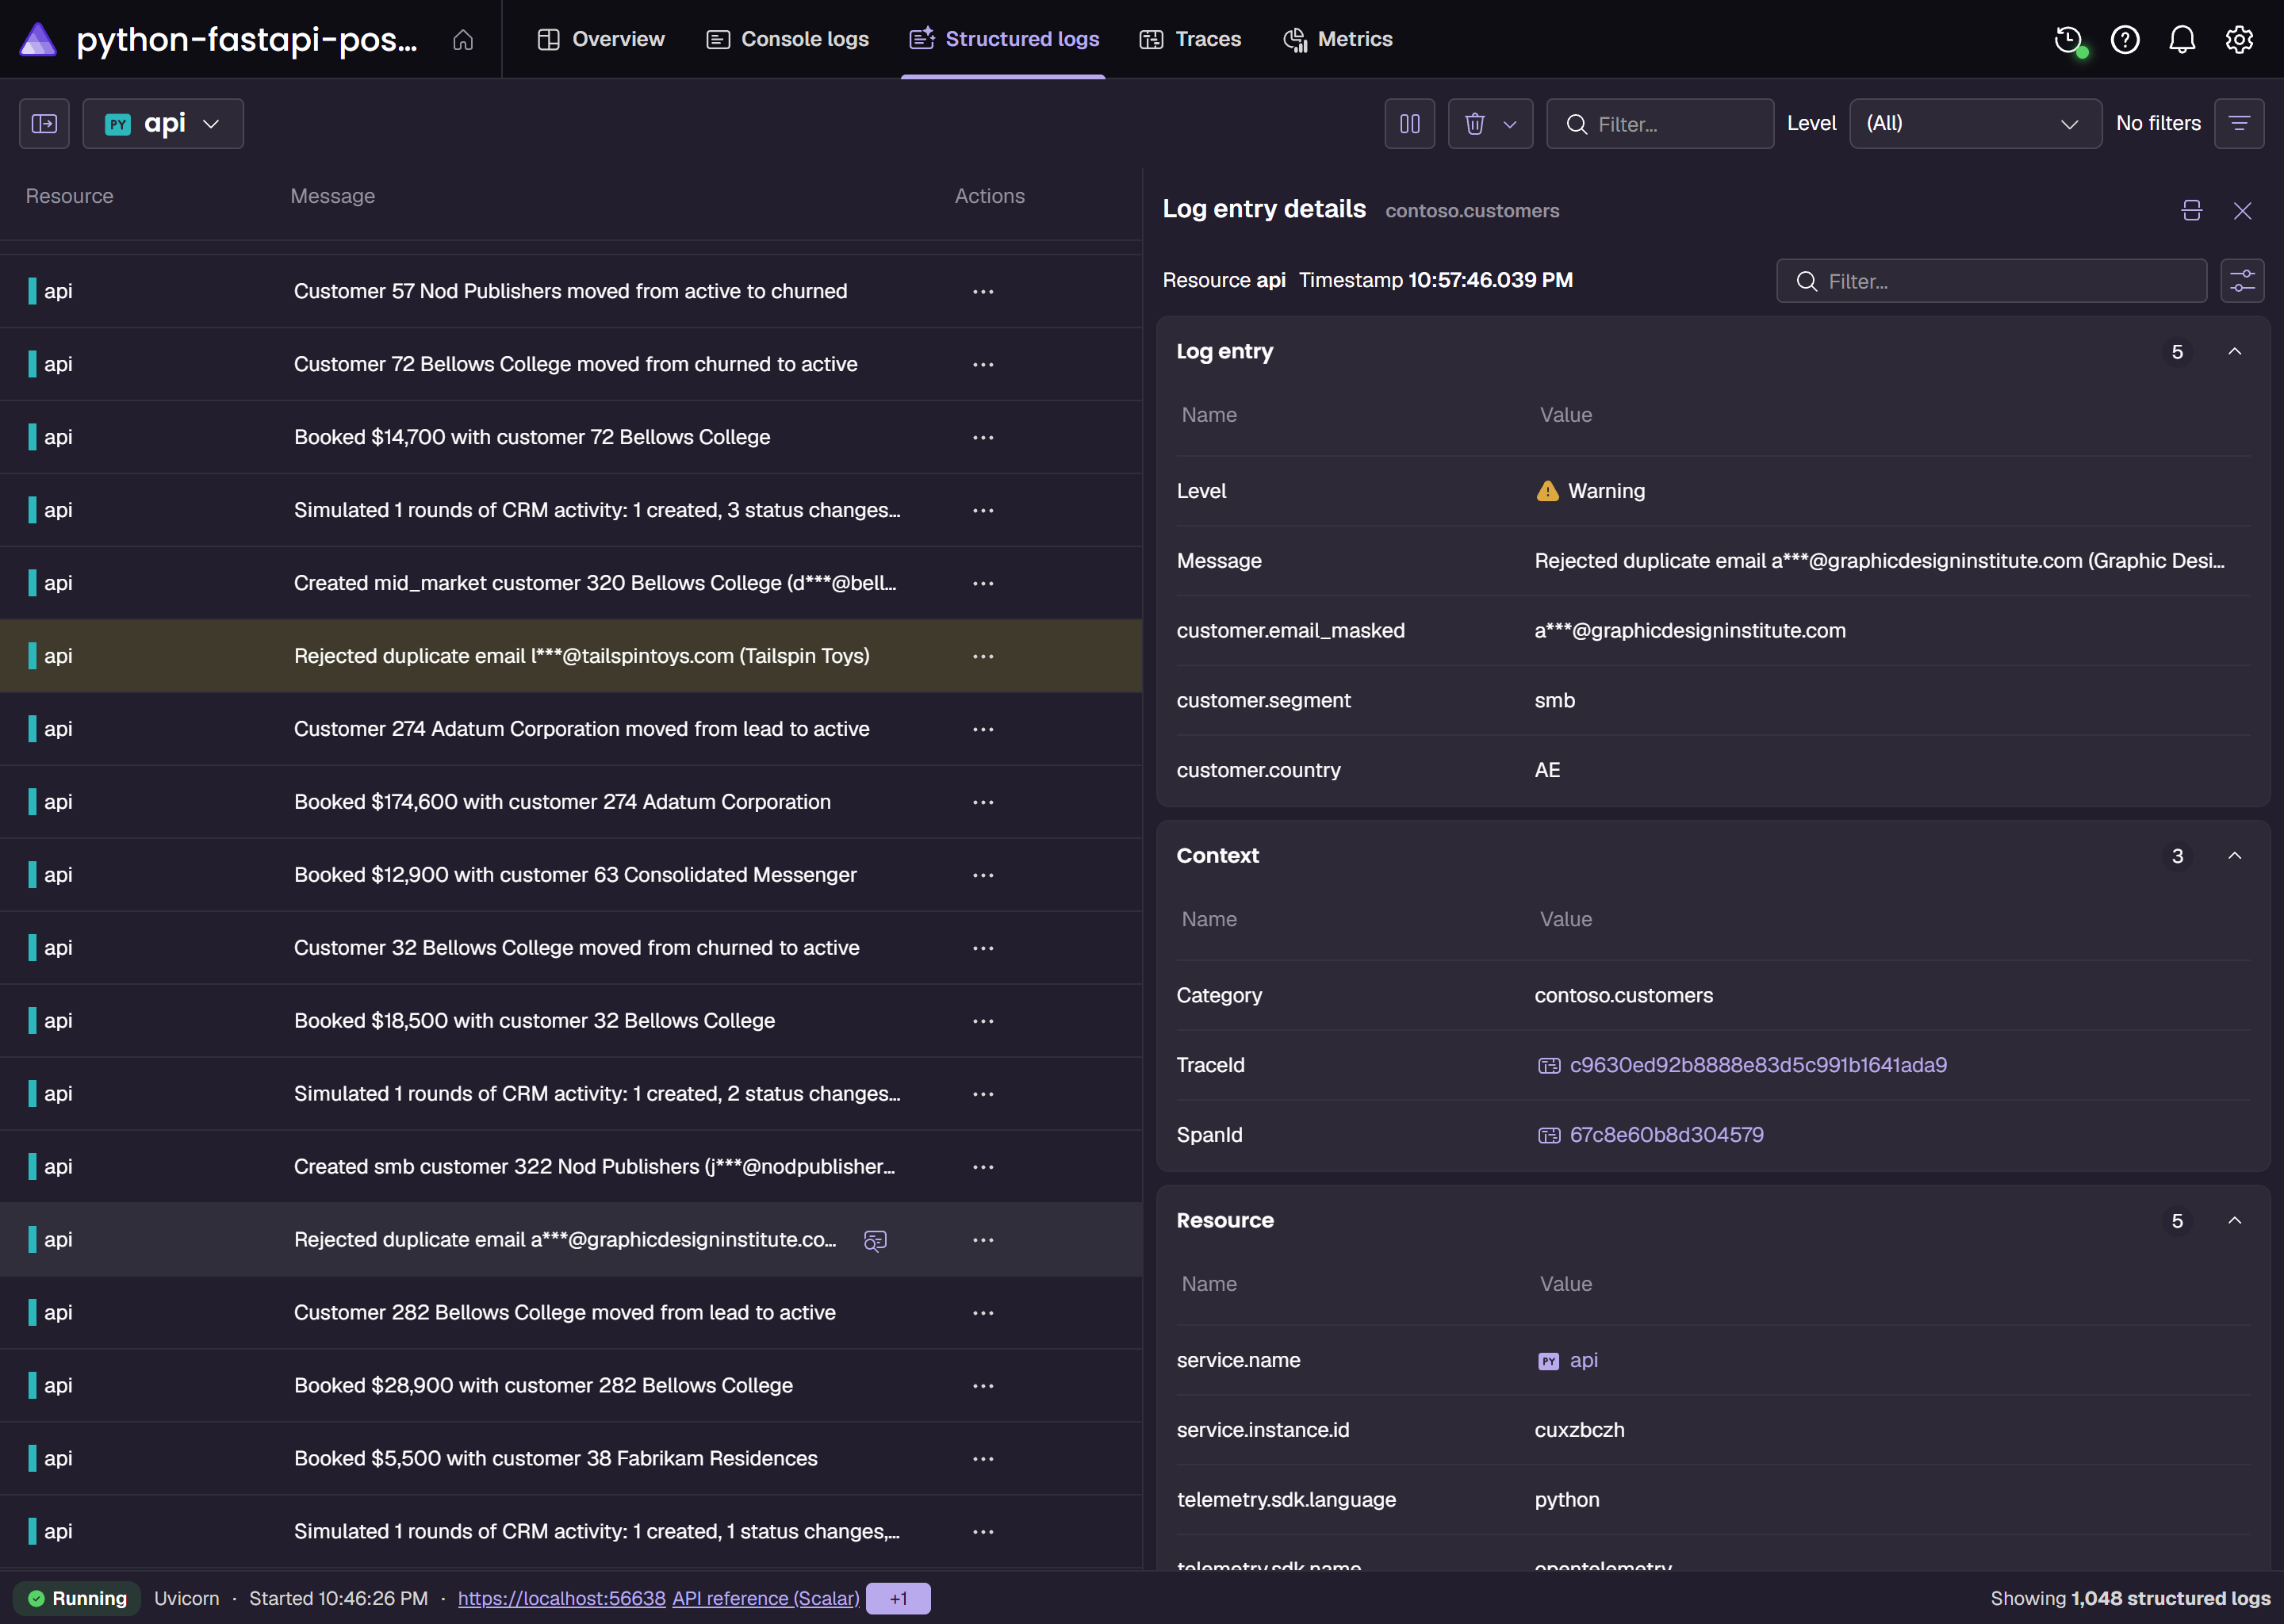 python-fastapi-pos...
Overview
Console logs
Structured logs
Traces
Metrics
PY api
Filter...
Level
(All)
No filters
Resource Message Actions
api Customer 57 Nod Publishers moved from active to churned
api Customer 72 Bellows College moved from churned to active
api Booked $14,700 with customer 72 Bellows College
api Simulated 1 rounds of CRM activity: 1 created, 3 status changes...
api Created mid_market customer 320 Bellows College (d***@bell...
api Rejected duplicate email l***@tailspintoys.com (Tailspin Toys)
api Customer 274 Adatum Corporation moved from lead to active
api Booked $174,600 with customer 274 Adatum Corporation
api Booked $12,900 with customer 63 Consolidated Messenger
api Customer 32 Bellows College moved from churned to active
api Booked $18,500 with customer 32 Bellows College
api Simulated 1 rounds of CRM activity: 1 created, 2 status changes...
api Created smb customer 322 Nod Publishers (j***@nodpublisher...
api Rejected duplicate email a***@graphicdesigninstitute.co...
api Customer 282 Bellows College moved from lead to active
api Booked $28,900 with customer 282 Bellows College
api Booked $5,500 with customer 38 Fabrikam Residences
api Simulated 1 rounds of CRM activity: 1 created, 1 status changes,...
Log entry details contoso.customers
Resource api Timestamp 10:57:46.039 PM
Filter...
Log entry 5
Name Value
Level Warning
Message Rejected duplicate email a***@graphicdesigninstitute.com (Graphic Desi...
customer.email_masked a***@graphicdesigninstitute.com
customer.segment smb
customer.country AE
Context 3
Name Value
Category contoso.customers
TraceId c9630ed92b8888e83d5c991b1641ada9
SpanId 67c8e60b8d304579
Resource 5
Name Value
service.name PY api
service.instance.id cuxzbczh
telemetry.sdk.language python
telemetry.sdk.name opentelemetry
Running Uvicorn · Started 10:46:26 PM · https://localhost:56638 API reference (Scalar) +1
Showing 1,048 structured logs